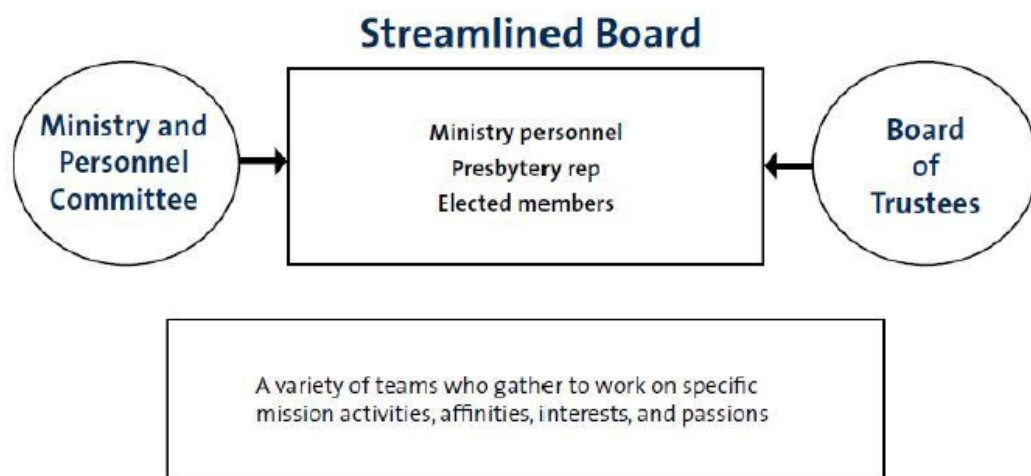 Streamlined Board
Ministry and
Personnel
Committee
Ministry personnel
Presbytery rep
Elected members
Board
of
Trustees
A variety of teams who gather to work on specific
mission activities, affinities, interests, and passions